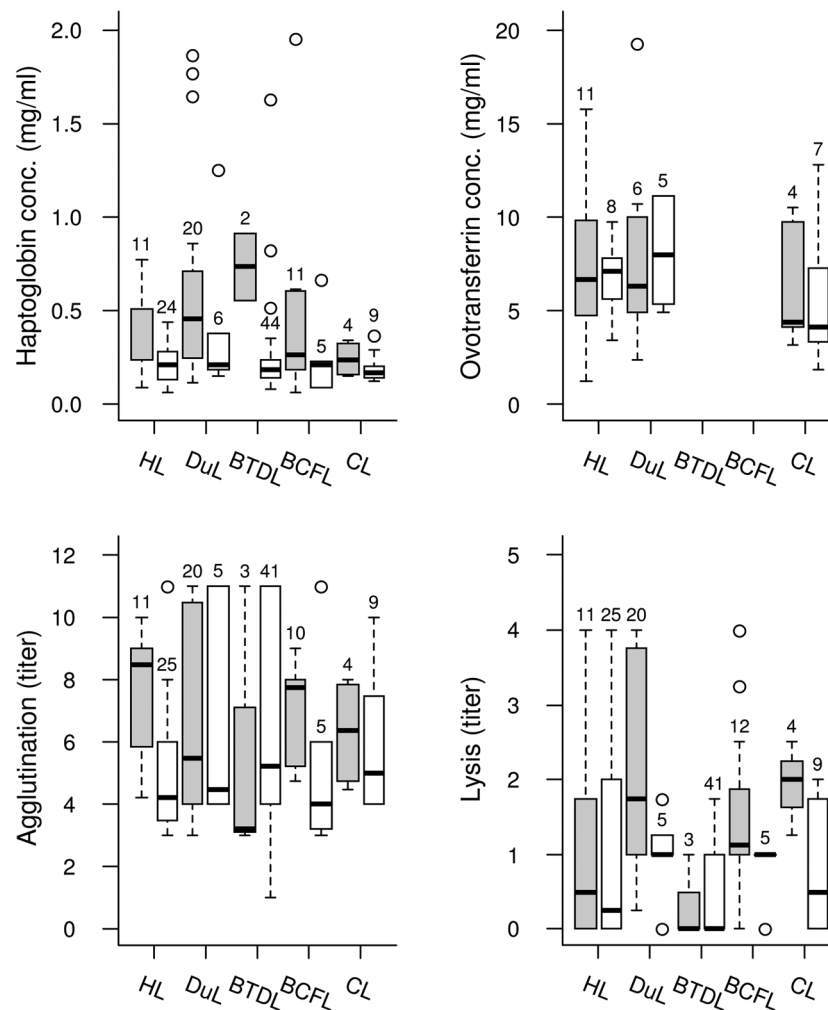 Haptoglobin conc. (mg/ml)
2.0
1.5
1.0
0.5
0.0
11
24
20
6
2
44
11
5
4
9
HL
DuL
BTDL
BCFL
CL
Ovotransferrin conc. (mg/ml)
20
15
10
5
0
11
8
6
5
4
7
HL
DuL
BTDL
BCFL
CL
Agglutination (titer)
12
10
8
6
4
2
0
11
25
20
5
3
41
10
5
4
9
HL
DuL
BTDL
BCFL
CL
Lysis (titer)
5
4
3
2
1
0
11
25
20
5
3
41
12
5
4
9
HL
DuL
BTDL
BCFL
CL